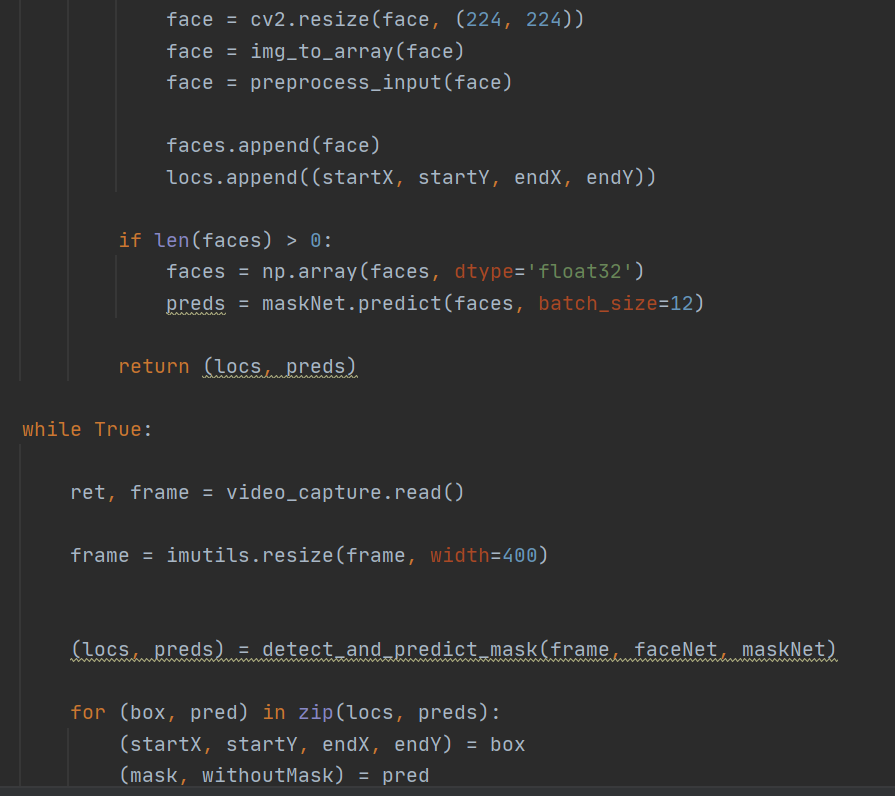 face = cv2.resize(face, (224, 224))
face = img_to_array(face)
face = preprocess_input(face)
faces.append(face)
locs.append((startX, startY, endX, endY))
if len(faces) > 0:
faces = np.array(faces, dtype='float32')
preds = maskNet.predict(faces, batch_size=12)
return (locs, preds)
while True:
ret, frame = video_capture.read()
frame = imutils.resize(frame, width=400)
(locs, preds) = detect_and_predict_mask(frame, faceNet, maskNet)
for (box, pred) in zip(locs, preds):
(startX, startY, endX, endY) = box
(mask, withoutMask) = pred